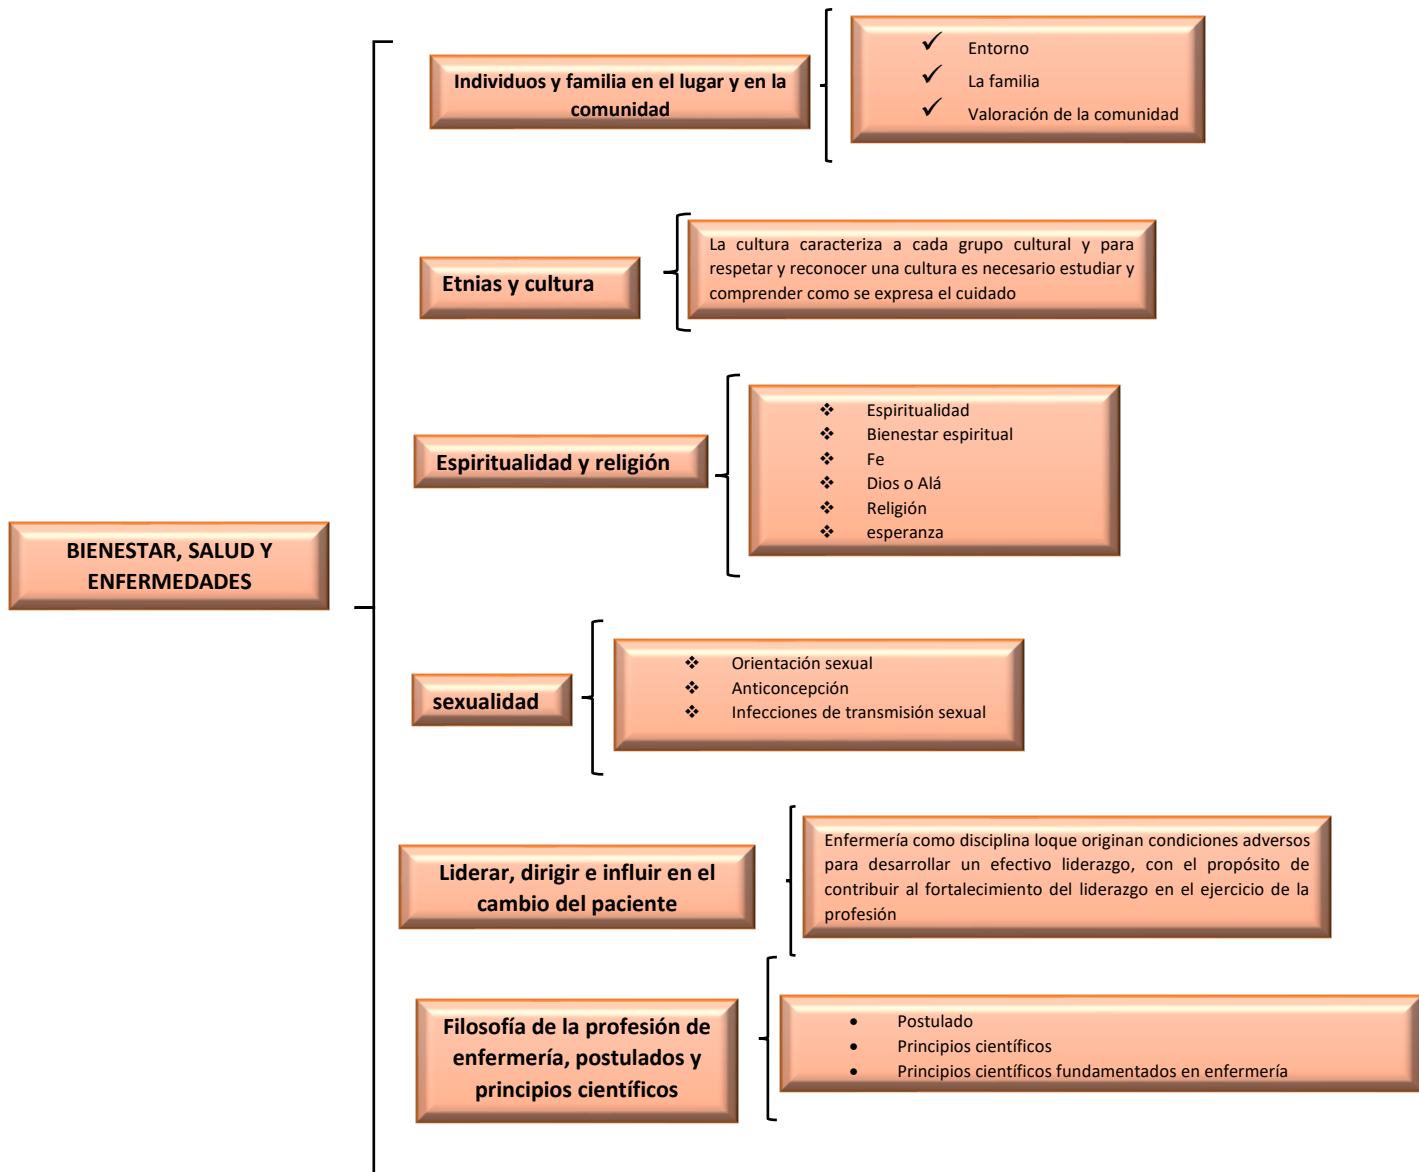 Individuos y familia en el lugar y en la
comunidad
✓ Entorno
✓ La familia
✓ Valoración de la comunidad
Etnias y cultura
La cultura caracteriza a cada grupo cultural y para
respetar y reconocer una cultura es necesario estudiar y
comprender como se expresa el cuidado
Espiritualidad y religión
❖ Espiritualidad
❖ Bienestar espiritual
❖ Fe
❖ Dios o Alá
❖ Religión
❖ esperanza
BIENESTAR, SALUD Y
ENFERMEDADES
sexualidad
❖ Orientación sexual
❖ Anticoncepción
❖ Infecciones de transmisión sexual
Liderar, dirigir e influir en el
cambio del paciente
Enfermería como disciplina loque originan condiciones adversos
para desarrollar un efectivo liderazgo, con el propósito de
contribuir al fortalecimiento del liderazgo en el ejercicio de la
profesión
Filosofía de la profesión de
enfermería, postulados y
principios científicos
• Postulado
• Principios científicos
• Principios científicos fundamentados en enfermería